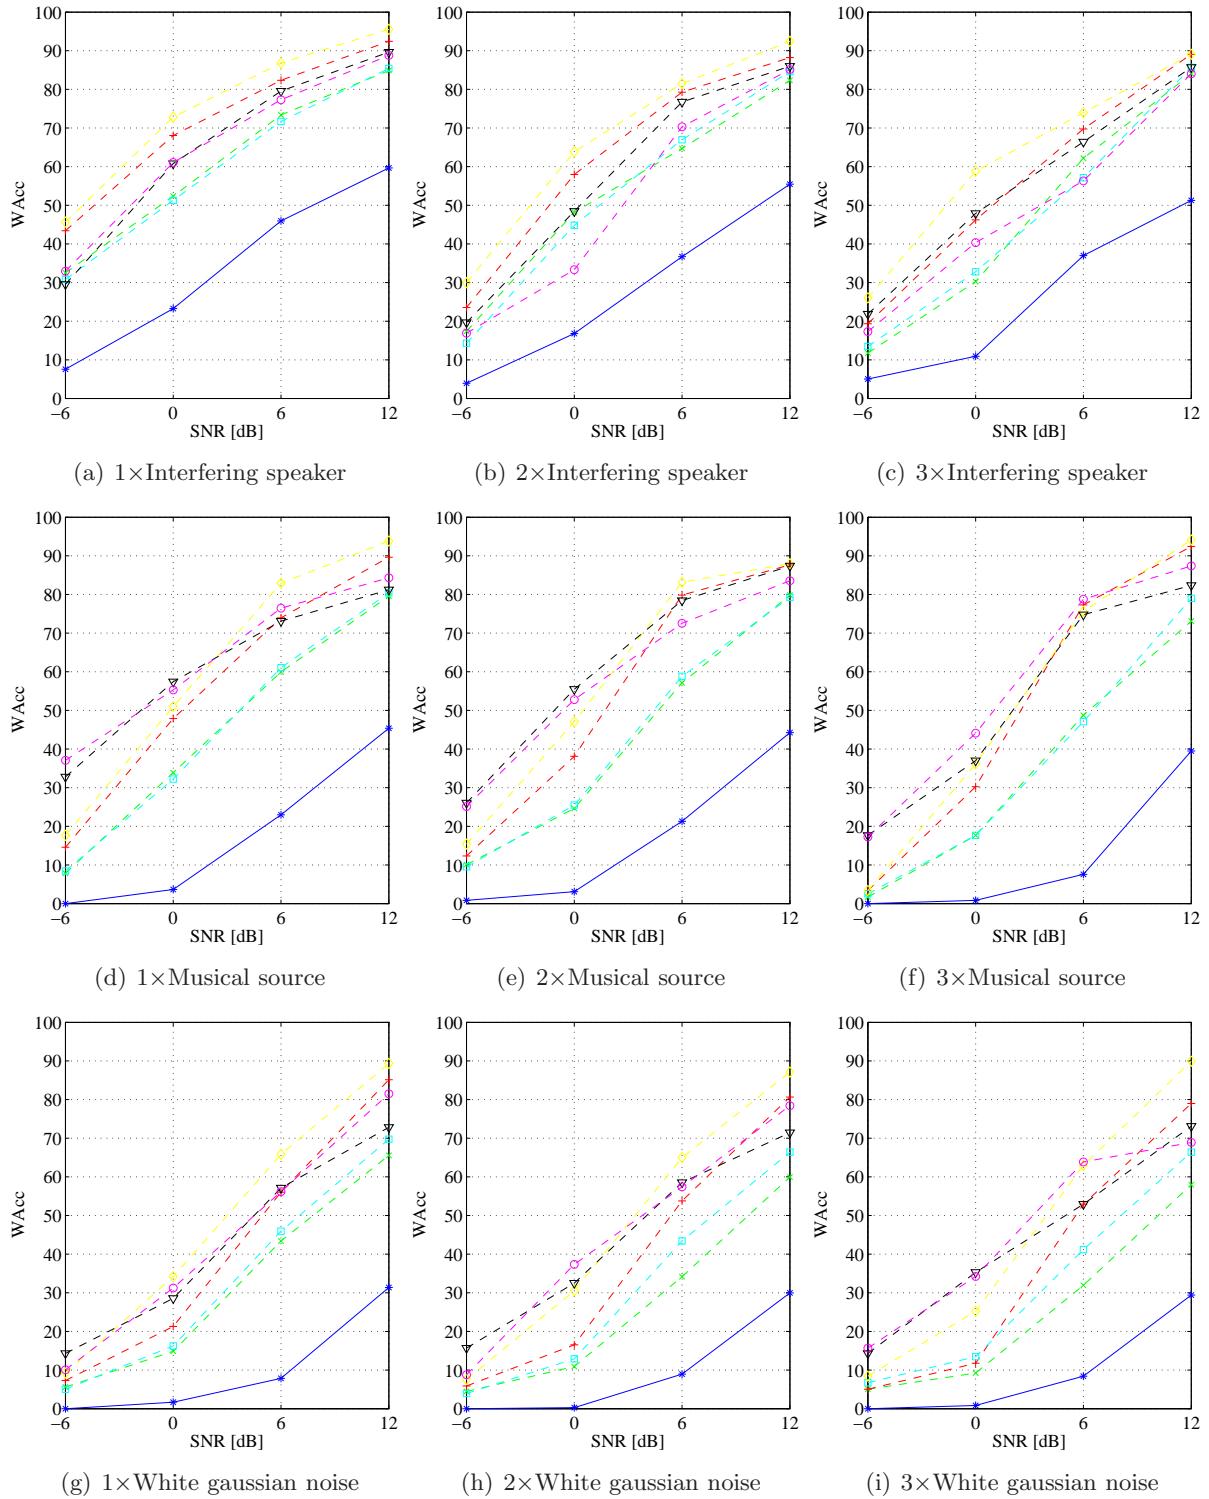 100
90
80
70
60
50
40
30
20
10
0
WAcc
−6 0 6 12
SNR [dB]
(a) 1×Interfering speaker
100
90
80
70
60
50
40
30
20
10
0
WAcc
−6 0 6 12
SNR [dB]
(b) 2×Interfering speaker
100
90
80
70
60
50
40
30
20
10
0
WAcc
−6 0 6 12
SNR [dB]
(c) 3×Interfering speaker
100
90
80
70
60
50
40
30
20
10
0
WAcc
−6 0 6 12
SNR [dB]
(d) 1×Musical source
100
90
80
70
60
50
40
30
20
10
0
WAcc
−6 0 6 12
SNR [dB]
(e) 2×Musical source
100
90
80
70
60
50
40
30
20
10
0
WAcc
−6 0 6 12
SNR [dB]
(f) 3×Musical source
100
90
80
70
60
50
40
30
20
10
0
WAcc
−6 0 6 12
SNR [dB]
(g) 1×White gaussian noise
100
90
80
70
60
50
40
30
20
10
0
WAcc
−6 0 6 12
SNR [dB]
(h) 2×White gaussian noise
100
90
80
70
60
50
40
30
20
10
0
WAcc
−6 0 6 12
SNR [dB]
(i) 3×White gaussian noise